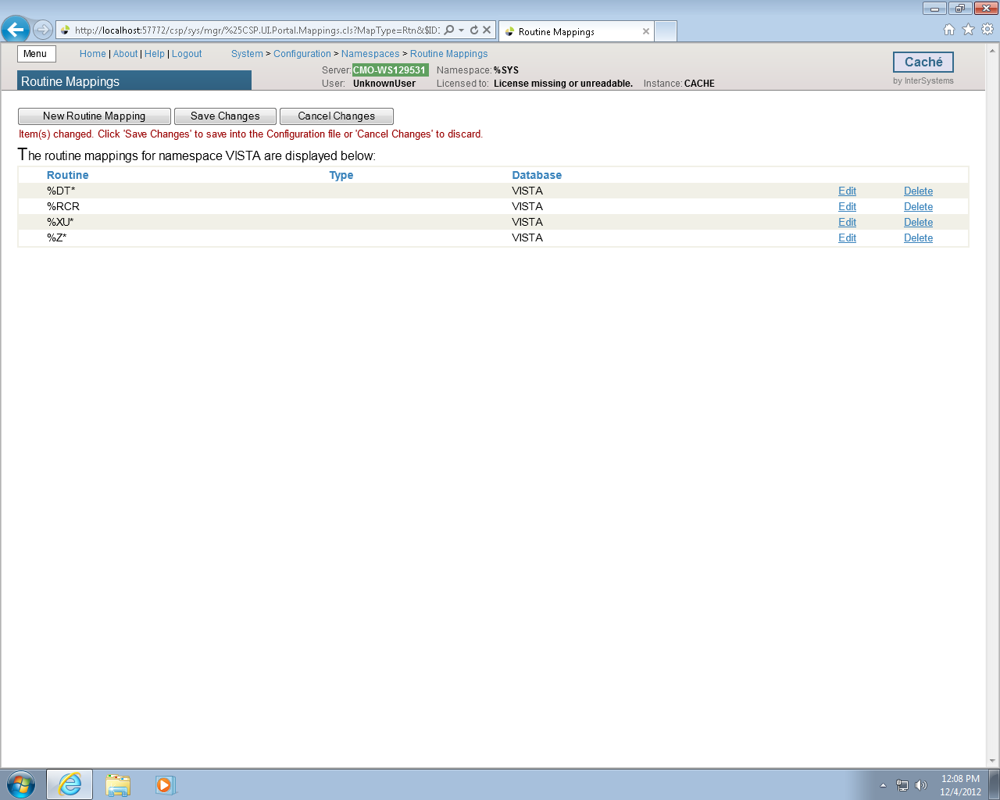 http://localhost:57772/csp/sys/mgr/%25CSP.UI.Portal.Mappings.cls?MapType=Rtn&$ID:
Routine Mappings
Menu
Home | About | Help | Logout
System > Configuration > Namespaces > Routine Mappings
Server: CMO-WS129531 Namespace: %SYS
User: UnknownUser Licensed to: License missing or unreadable. Instance: CACHE
Caché
by InterSystems
Routine Mappings
New Routine Mapping Save Changes Cancel Changes
Item(s) changed. Click 'Save Changes' to save into the Configuration file or 'Cancel Changes' to discard.
The routine mappings for namespace VISTA are displayed below:
Routine Type Database
%DT* VISTA Edit Delete
%RCR VISTA Edit Delete
%XU* VISTA Edit Delete
%Z* VISTA Edit Delete
12:08 PM
12/4/2012